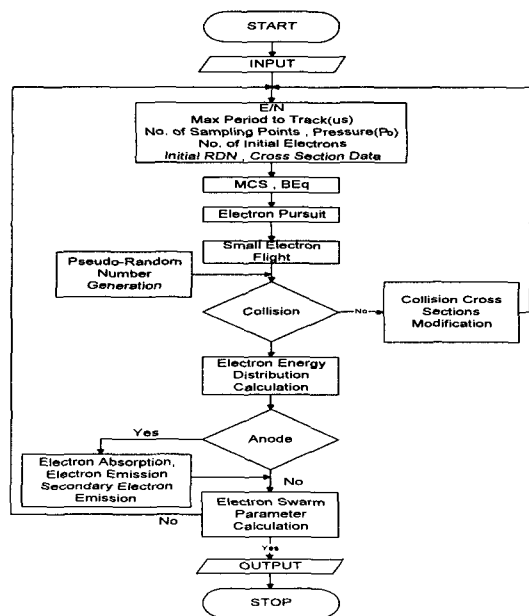 START
INPUT
E/N
Max Period to Track(us)
No. of Sampling Points , Pressure(P₀)
No. of Initial Electrons
Initial RDN , Cross Section Data
MCS , BEq
Electron Pursuit
Small Electron
Flight
Pseudo-Random
Number
Generation
Collision
No
Collision Cross
Sections
Modification
Electron Energy
Distribution
Calculation
Yes
Anode
Electron Absorption,
Electron Emission
Secondary Electron
Emission
No
No
Electron Swarm
Parameter
Calculation
Yes
OUTPUT
STOP